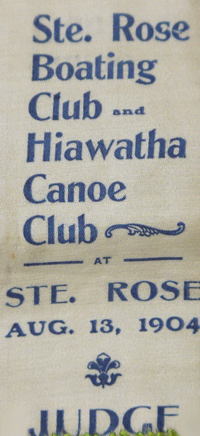 Ste. Rose
Boating
Club and
Hiawatha
Canoe
Club
AT
STE. ROSE
AUG. 13, 1904
JUDGE